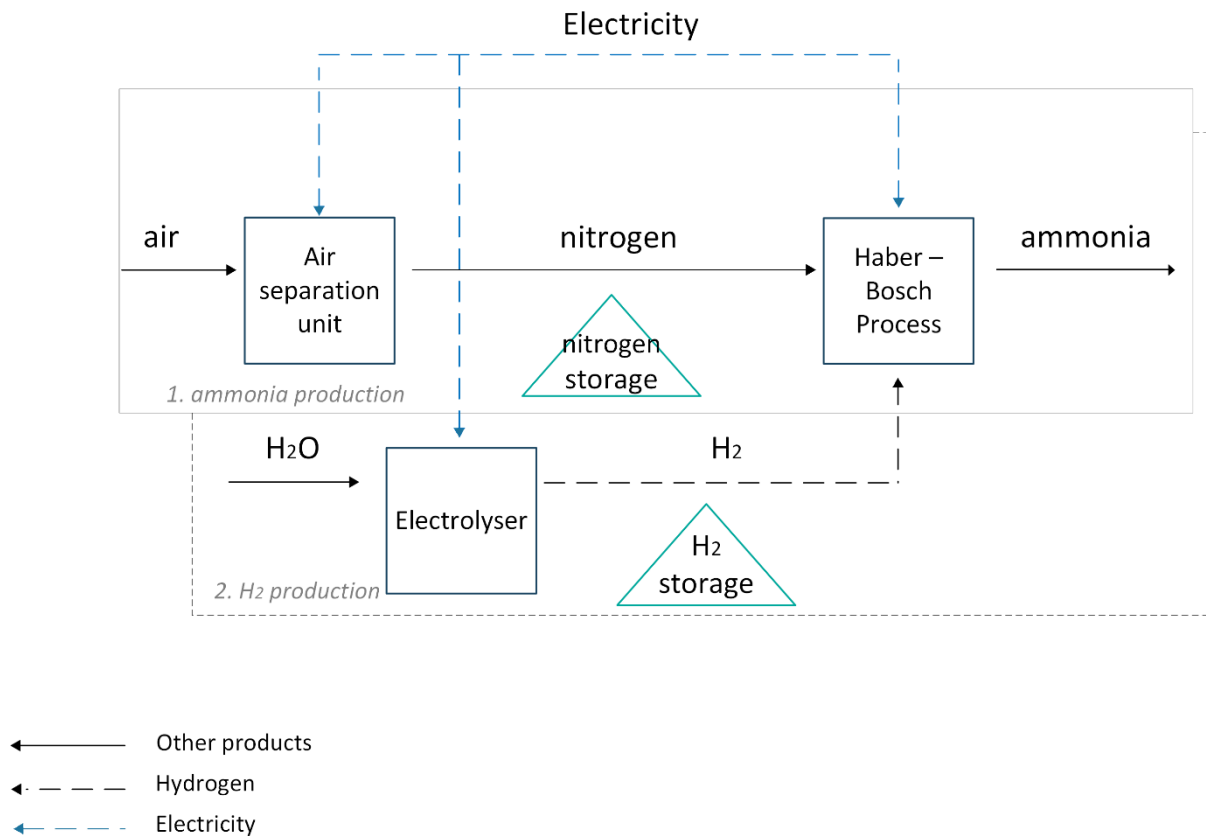 Electricity
air
nitrogen
ammonia
Air
separation
unit
Haber –
Bosch
Process
nitrogen
storage
1. ammonia production
H2O
H2
Electrolyser
H2
storage
2. H2 production
Other products
Hydrogen
Electricity